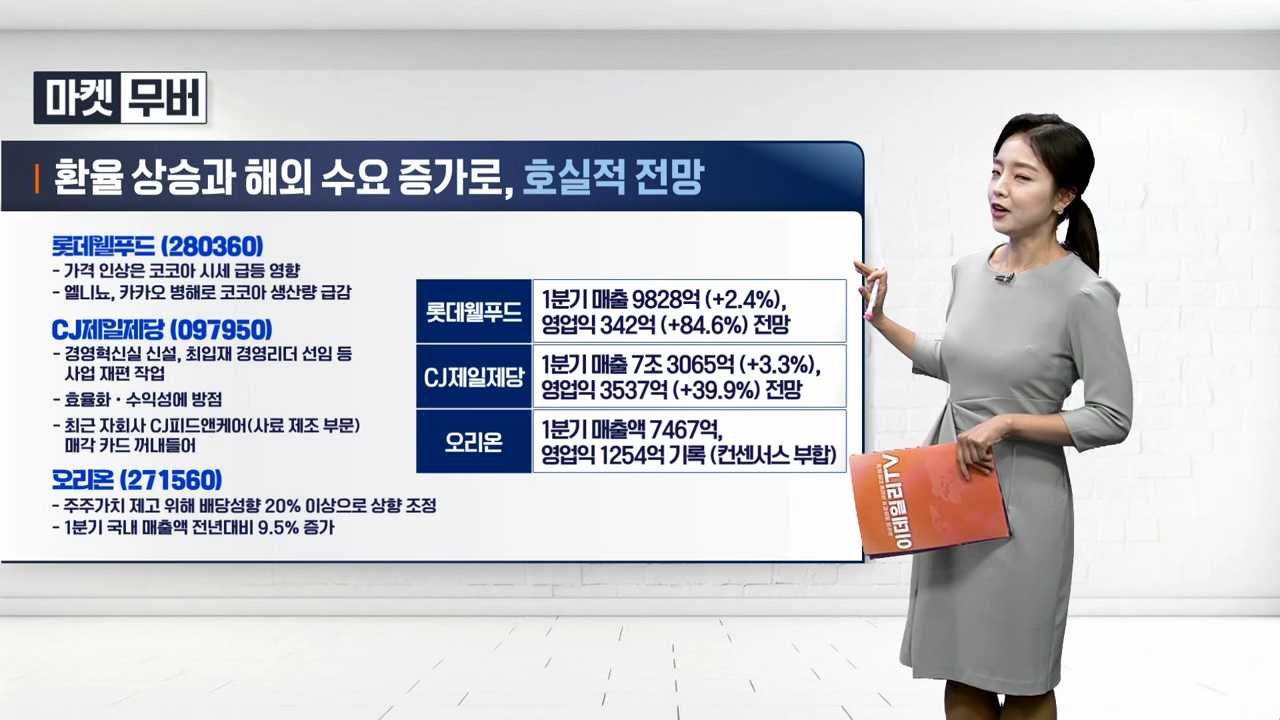 마켓 무버
환율 상승과 해외 수요 증가로, 호실적 전망
롯데웰푸드 (280360)
- 가격 인상은 코코아 시세 급등 영향
- 엘니뇨, 카카오 병해로 코코아 생산량 급감
CJ제일제당 (097950)
- 경영혁신실 신설, 최입재 경영리더 선임 등
사업 재편 작업
- 효율화·수익성에 방점
- 최근 자회사 CJ피드앤케어(사료 제조 부문)
매각 카드 꺼내들어
오리온 (271560)
- 주주가치 제고 위해 배당성향 20% 이상으로 상향 조정
- 1분기 국내 매출액 전년대비 9.5% 증가
롯데웰푸드
1분기 매출 9828억 (+2.4%),
영업익 342억 (+84.6%) 전망
CJ제일제당
1분기 매출 7조 3065억 (+3.3%),
영업익 3537억 (+39.9%) 전망
오리온
1분기 매출액 7467억,
영업익 1254억 기록 (컨센서스 부합)
이데일리TV